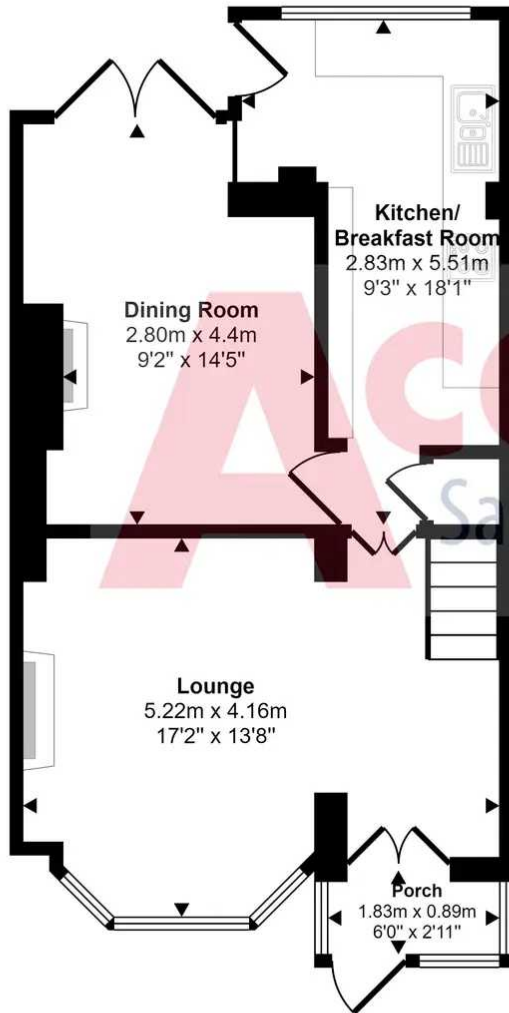 Kitchen/
Breakfast Room
2.83m x 5.51m
9'3" x 18'1"
Dining Room
2.80m x 4.4m
9'2" x 14'5"
Lounge
5.22m x 4.16m
17'2" x 13'8"
Porch
1.83m x 0.89m
6'0" x 2'11"